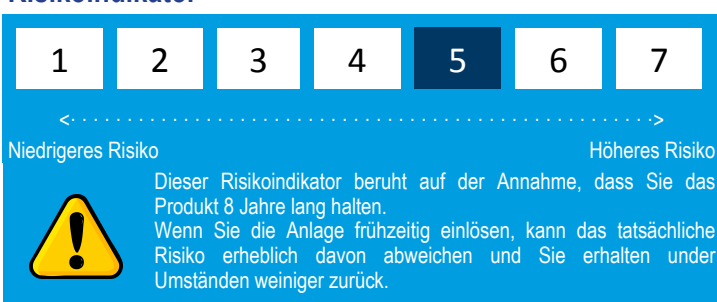 Risikoindikator
1 2 3 4 5 6 7
<· · · · · · · · · · · · · · · · · · · · · · · · · · · · · · · · · · · · · · · · · · · · · · · · · · · · · · · · · · · · · ·>
Niedrigeres Risiko Höheres Risiko
Dieser Risikoindikator beruht auf der Annahme, dass Sie das
Produkt 8 Jahre lang halten.
Wenn Sie die Anlage frühzeitig einlösen, kann das tatsächliche
Risiko erheblich davon abweichen und Sie erhalten under
Umständen weiniger zurück.